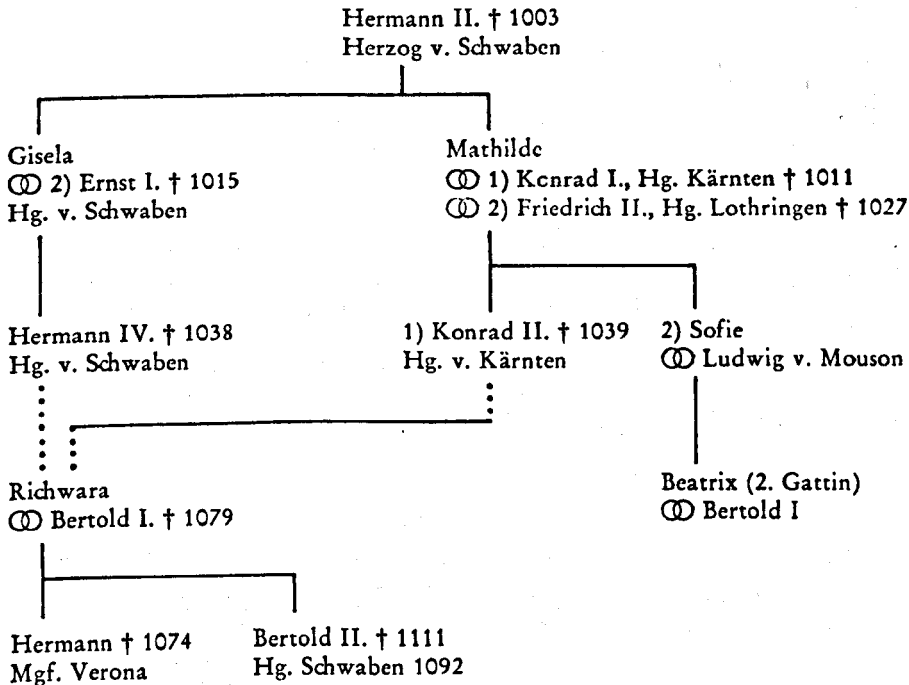 Hermann II. † 1003
Herzog v. Schwaben
Gisela
ⵔ 2) Ernst I. † 1015
Hg. v. Schwaben
Mathilde
⚭ 1) Konrad I., Hg. Kärnten † 1011
⚭ 2) Friedrich II., Hg. Lothringen † 1027
Hermann IV. † 1038
Hg. v. Schwaben
1) Konrad II. † 1039
Hg. v. Kärnten
2) Sofie
⚭ Ludwig v. Mouson
Richwara
⚭ Bertold I. † 1079
Beatrix (2. Gattin)
⚭ Bertold I
Hermann † 1074
Mgf. Verona
Bertold II. † 1111
Hg. Schwaben 1092